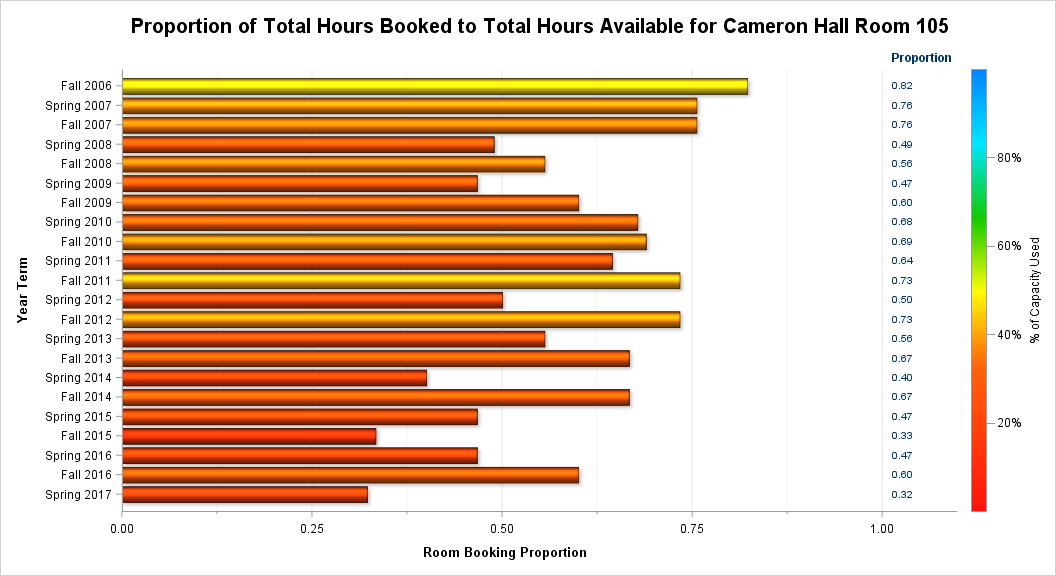 Proportion of Total Hours Booked to Total Hours Available for Cameron Hall Room 105
Proportion
Fall 2006 0.82
Spring 2007 0.76
Fall 2007 0.76
Spring 2008 0.49
Fall 2008 0.56
Spring 2009 0.47
Fall 2009 0.60
Spring 2010 0.68
Fall 2010 0.69
Spring 2011 0.64
Fall 2011 0.73
Spring 2012 0.50
Fall 2012 0.73
Spring 2013 0.56
Fall 2013 0.67
Spring 2014 0.40
Fall 2014 0.67
Spring 2015 0.47
Fall 2015 0.33
Spring 2016 0.47
Fall 2016 0.60
Spring 2017 0.32
Year Term
0.00 0.25 0.50 0.75 1.00
Room Booking Proportion
80%
60%
40%
20%
% of Capacity Used